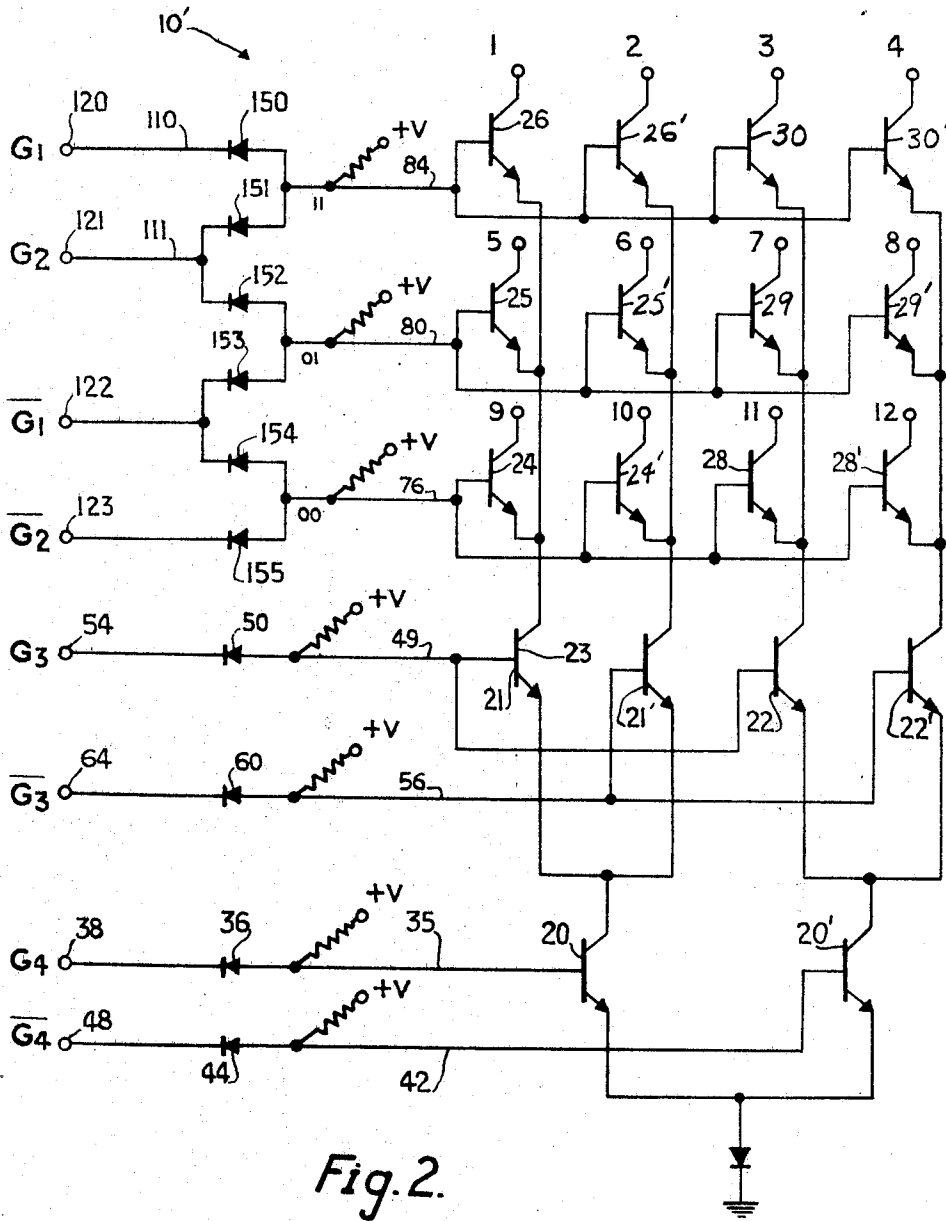 10'
1 2 3 4
120 110 150 +V 26 26' 30 30'
G1
84
11
151
121 111
G2
5 6 7 8
152 +V 25 25' 29 29'
80
153 01
122
G1
9 10 11 12
154 +V 24 24' 28 28'
76
123 00
G2
155
+V
54 50 49 23
G3
21 21' 22 22'
+V
64 60
G3 56
+V
38 36 35 20 20'
G4
+V
48
G4
44 42
Fig. 2.